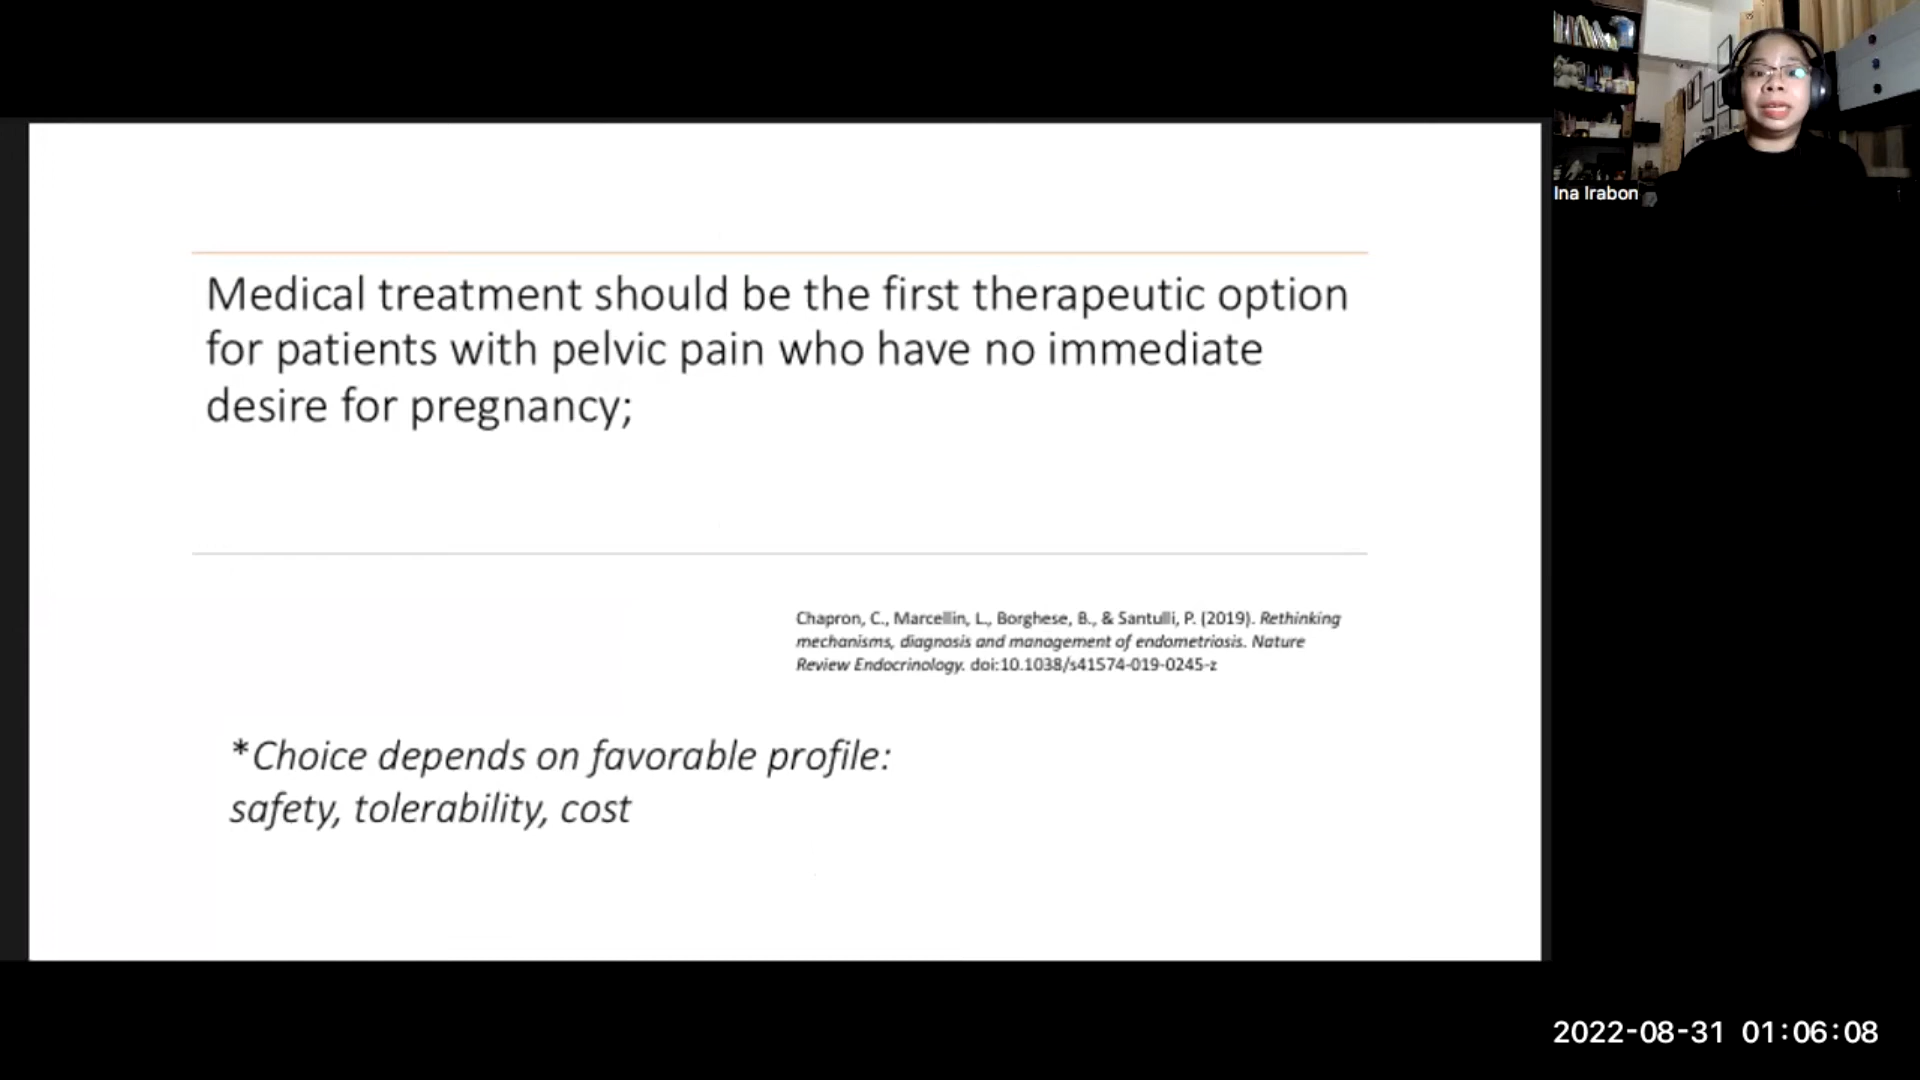 Medical treatment should be the first therapeutic option
for patients with pelvic pain who have no immediate
desire for pregnancy;
Chapron, C., Marcellin, L., Borghese, B., & Santulli, P. (2019). Rethinking
mechanisms, diagnosis and management of endometriosis. Nature
Review Endocrinology. doi:10.1038/s41574-019-0245-z
*Choice depends on favorable profile:
safety, tolerability, cost
Ina Irabon
2022-08-31 01:06:08